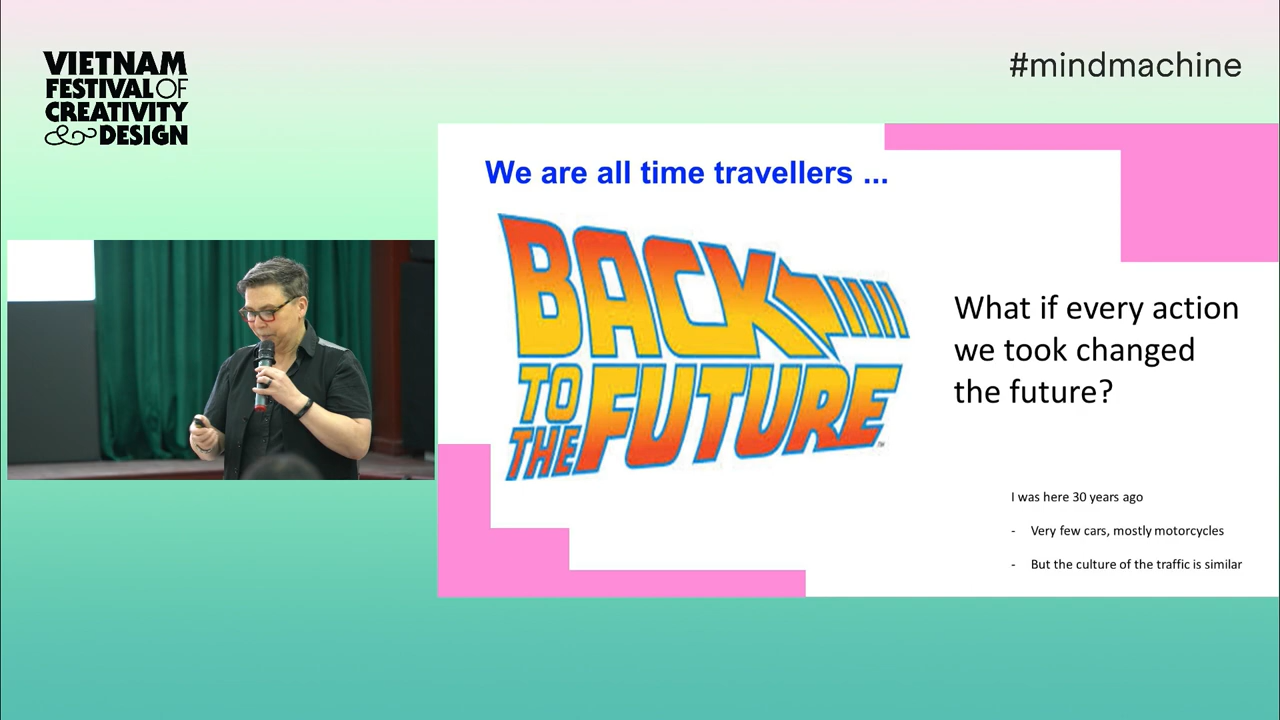 VIETNAM
FESTIVAL OF
CREATIVITY
& DESIGN
#mindmachine
We are all time travellers ...
BACK
TO
THE FUTURE
™
What if every action
we took changed
the future?
I was here 30 years ago
- Very few cars, mostly motorcycles
- But the culture of the traffic is similar